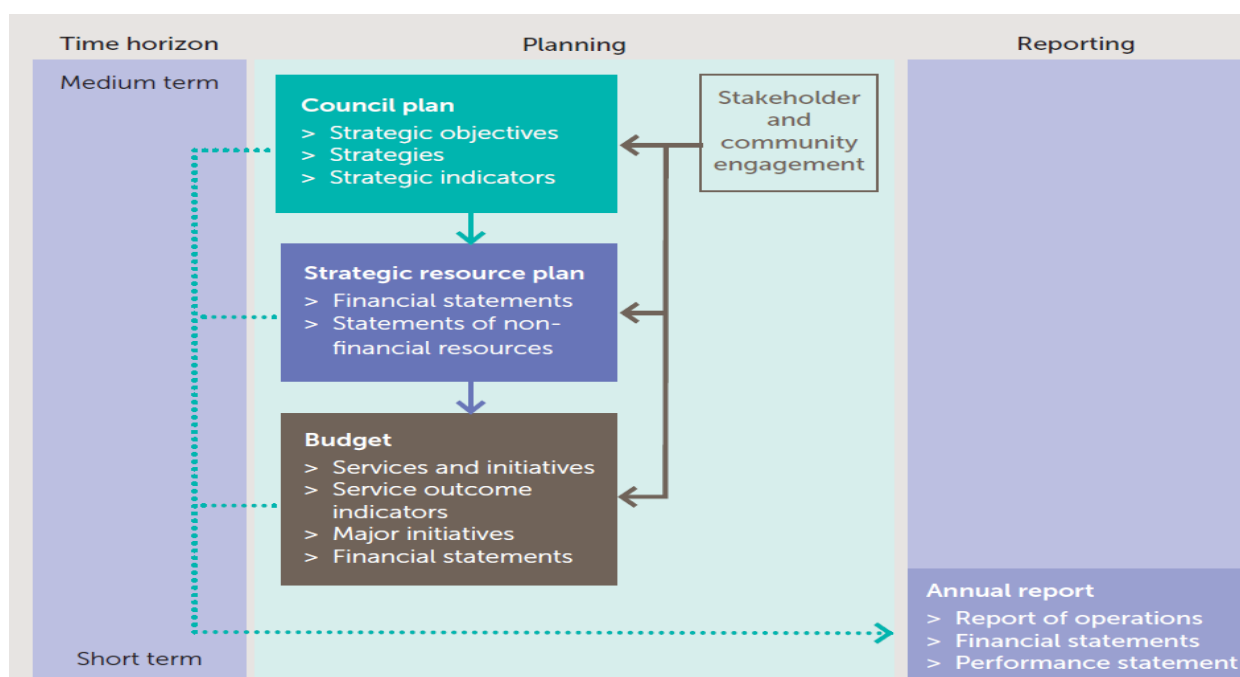 Time horizon
Planning
Reporting
Medium term
Council plan
> Strategic objectives
> Strategies
> Strategic indicators
Stakeholder
and
community
engagement
Strategic resource plan
> Financial statements
> Statements of non-
financial resources
Budget
> Services and initiatives
> Service outcome
indicators
> Major initiatives
> Financial statements
Short term
Annual report
> Report of operations
> Financial statements
> Performance statement